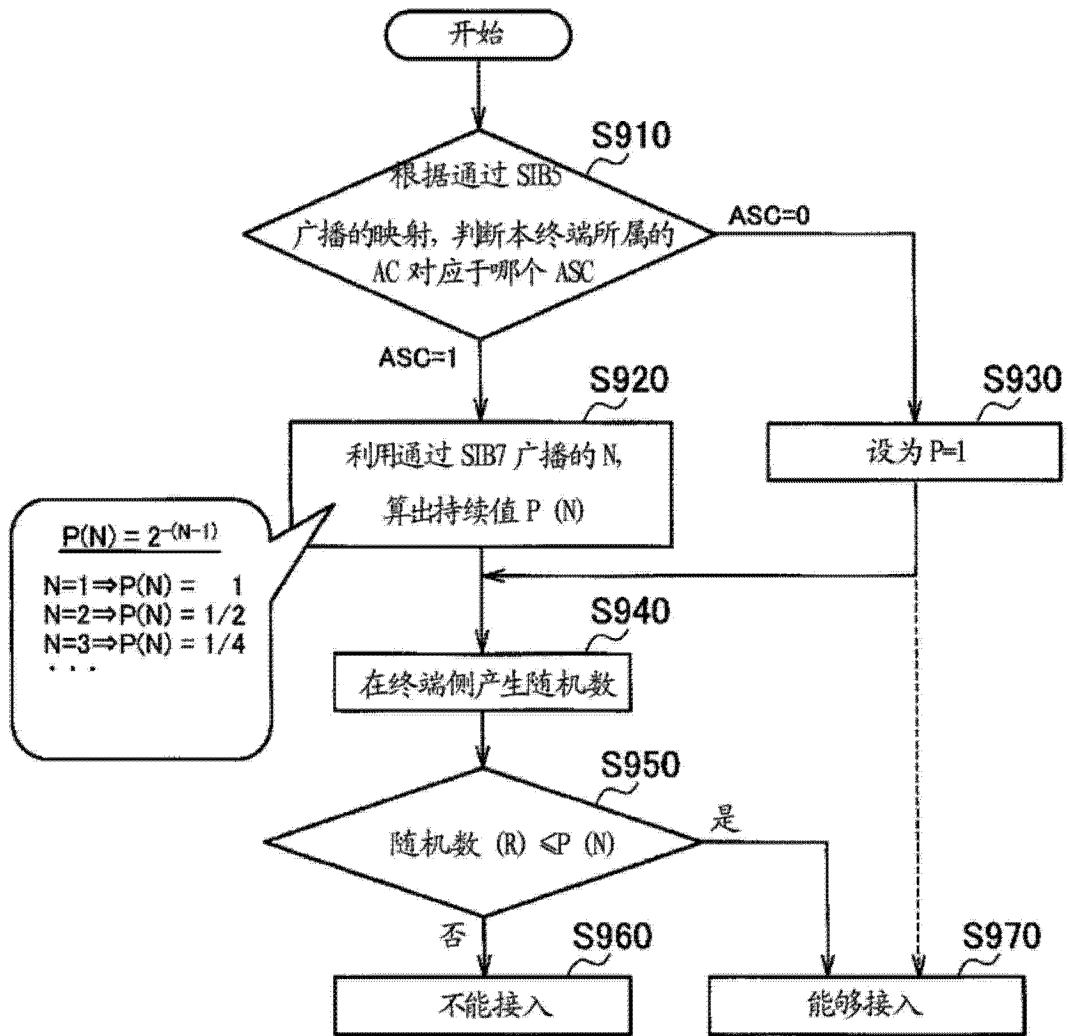 开始
S910
根据通过 SIB5
广播的映射, 判断本终端所属的
AC 对应于哪个 ASC
ASC=0
ASC=1
S920
利用通过 SIB7 广播的 N,
算出持续值 P (N)
S930
设为 P=1
P(N) = 2^-(N-1)
N=1⇒P(N) = 1
N=2⇒P(N) = 1/2
N=3⇒P(N) = 1/4
・・・
S940
在终端侧产生随机数
S950
随机数 (R) ≤P (N)
是
否
S960
不能接入
S970
能够接入